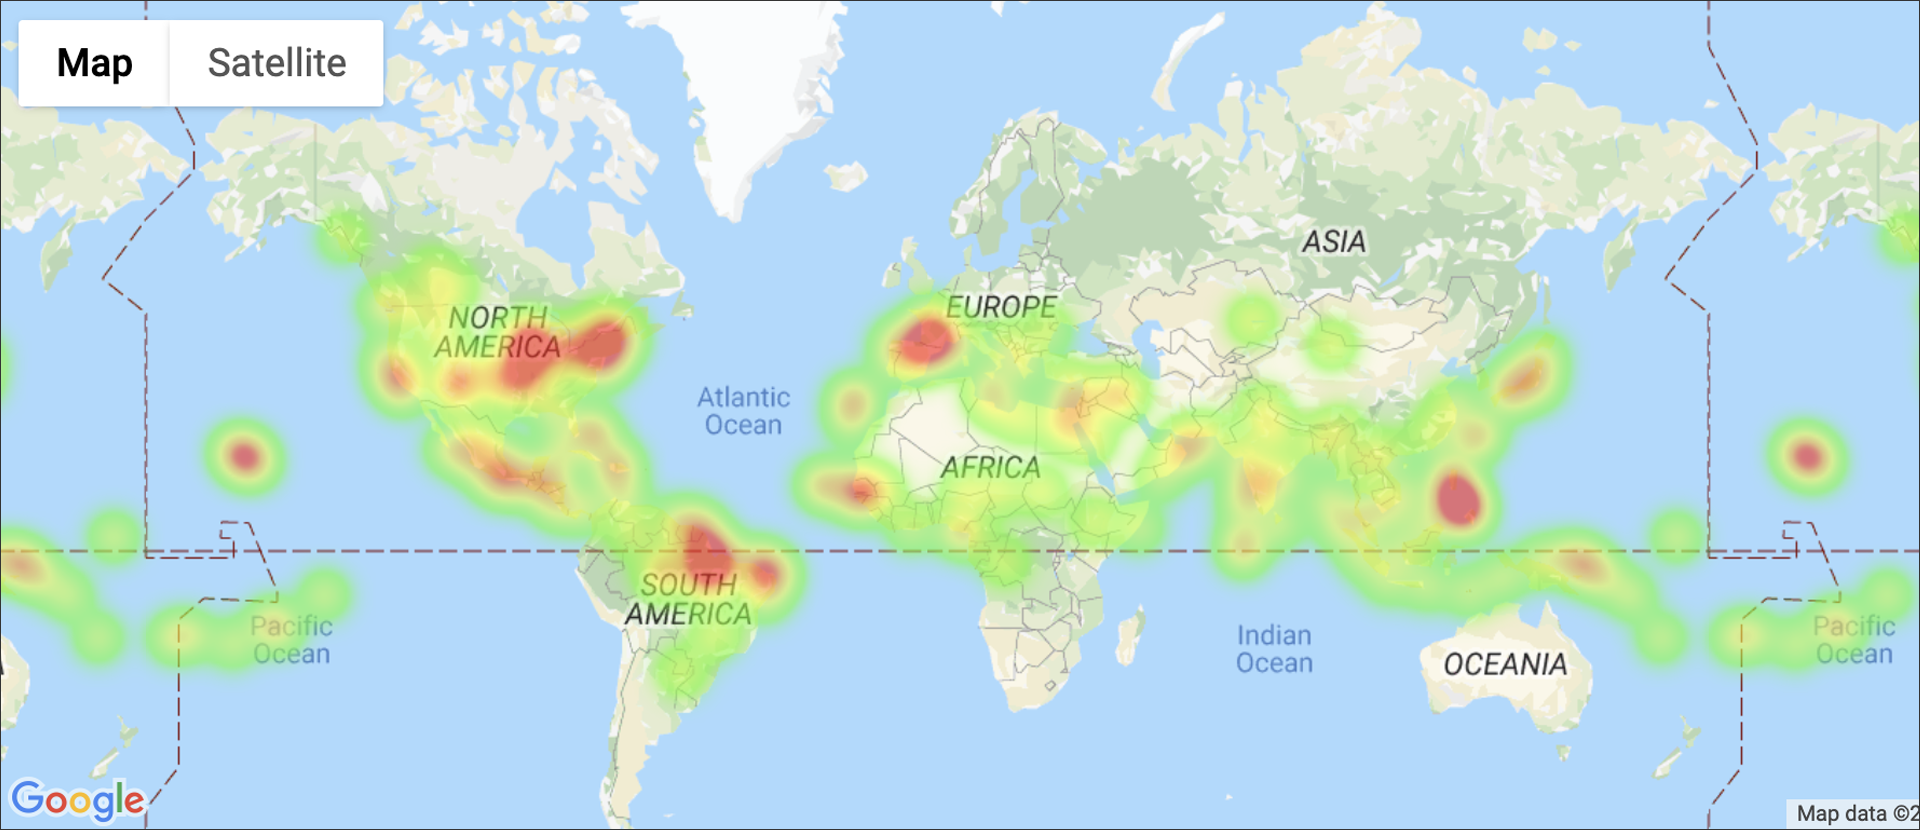 Map
Satellite
ASIA
EUROPE
NORTH
AMERICA
Atlantic
Ocean
AFRICA
SOUTH
AMERICA
Pacific
Ocean
Indian
Ocean
OCEANIA
Pacific
Ocean
A
Google
Map data ©2